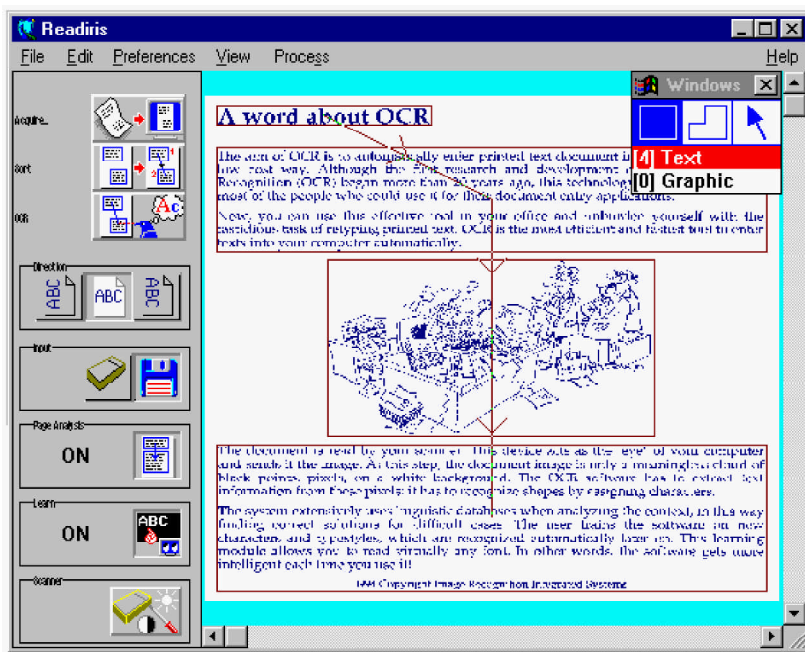 Readiris
File Edit Preferences View Process Help
Windows
[4] Text
[0] Graphic
Acquire...
Sort
OCR
Direction
ABC ABC ABC
Input
Page Analysis
ON
Learn
ON
ABC
Scanner
A word about OCR
The aim of OCR is to automatically enter printed text document in
low cost way. Although the first research and development
Recognition (OCR) began more than 20 years ago, this technology
most of the people who could use it for their document entry applications.
Now, you can use this effective tool in your office and unburden yourself with the
fastidious task of retyping printed text. OCR is the most efficient and fastest tool to enter
texts into your computer automatically.
The document is read by your scanner. This device acts as the "eye" of your computer
and sends it the image. At this step, the document image is only a meaningless cloud of
black points, pixels, on a white background. The OCR software has to extract text
information from these pixels: it has to recognize shapes by assigning characters.
The system extensively uses linguistic databases when analyzing the context, in this way
finding correct solutions for difficult cases. The user trains the software on new
characters and typestyles, which are recognized automatically later on. This learning
module allows you to read virtually any font. In other words, the software gets more
intelligent each time you use it!
1994 Copyright Image Recognition Integrated Systems